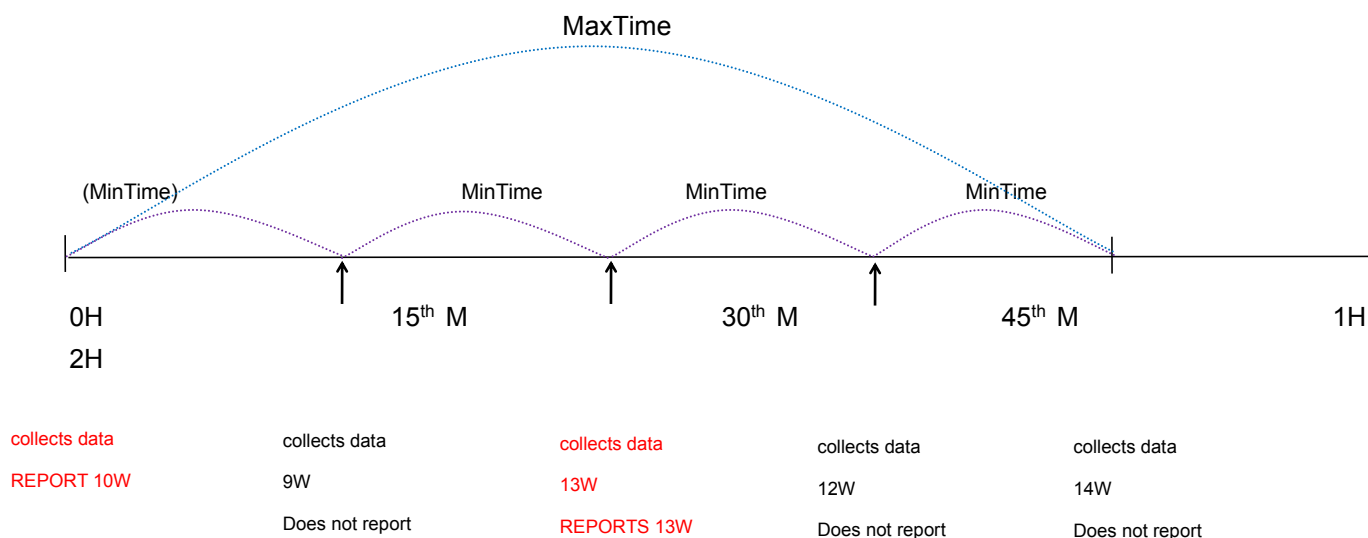 MaxTime
(MinTime) MinTime MinTime MinTime
0H 15th M 30th M 45th M 1H
2H
collects data
REPORT 10W
collects data
9W
Does not report
collects data
13W
REPORTS 13W
collects data
12W
Does not report
collects data
14W
Does not report